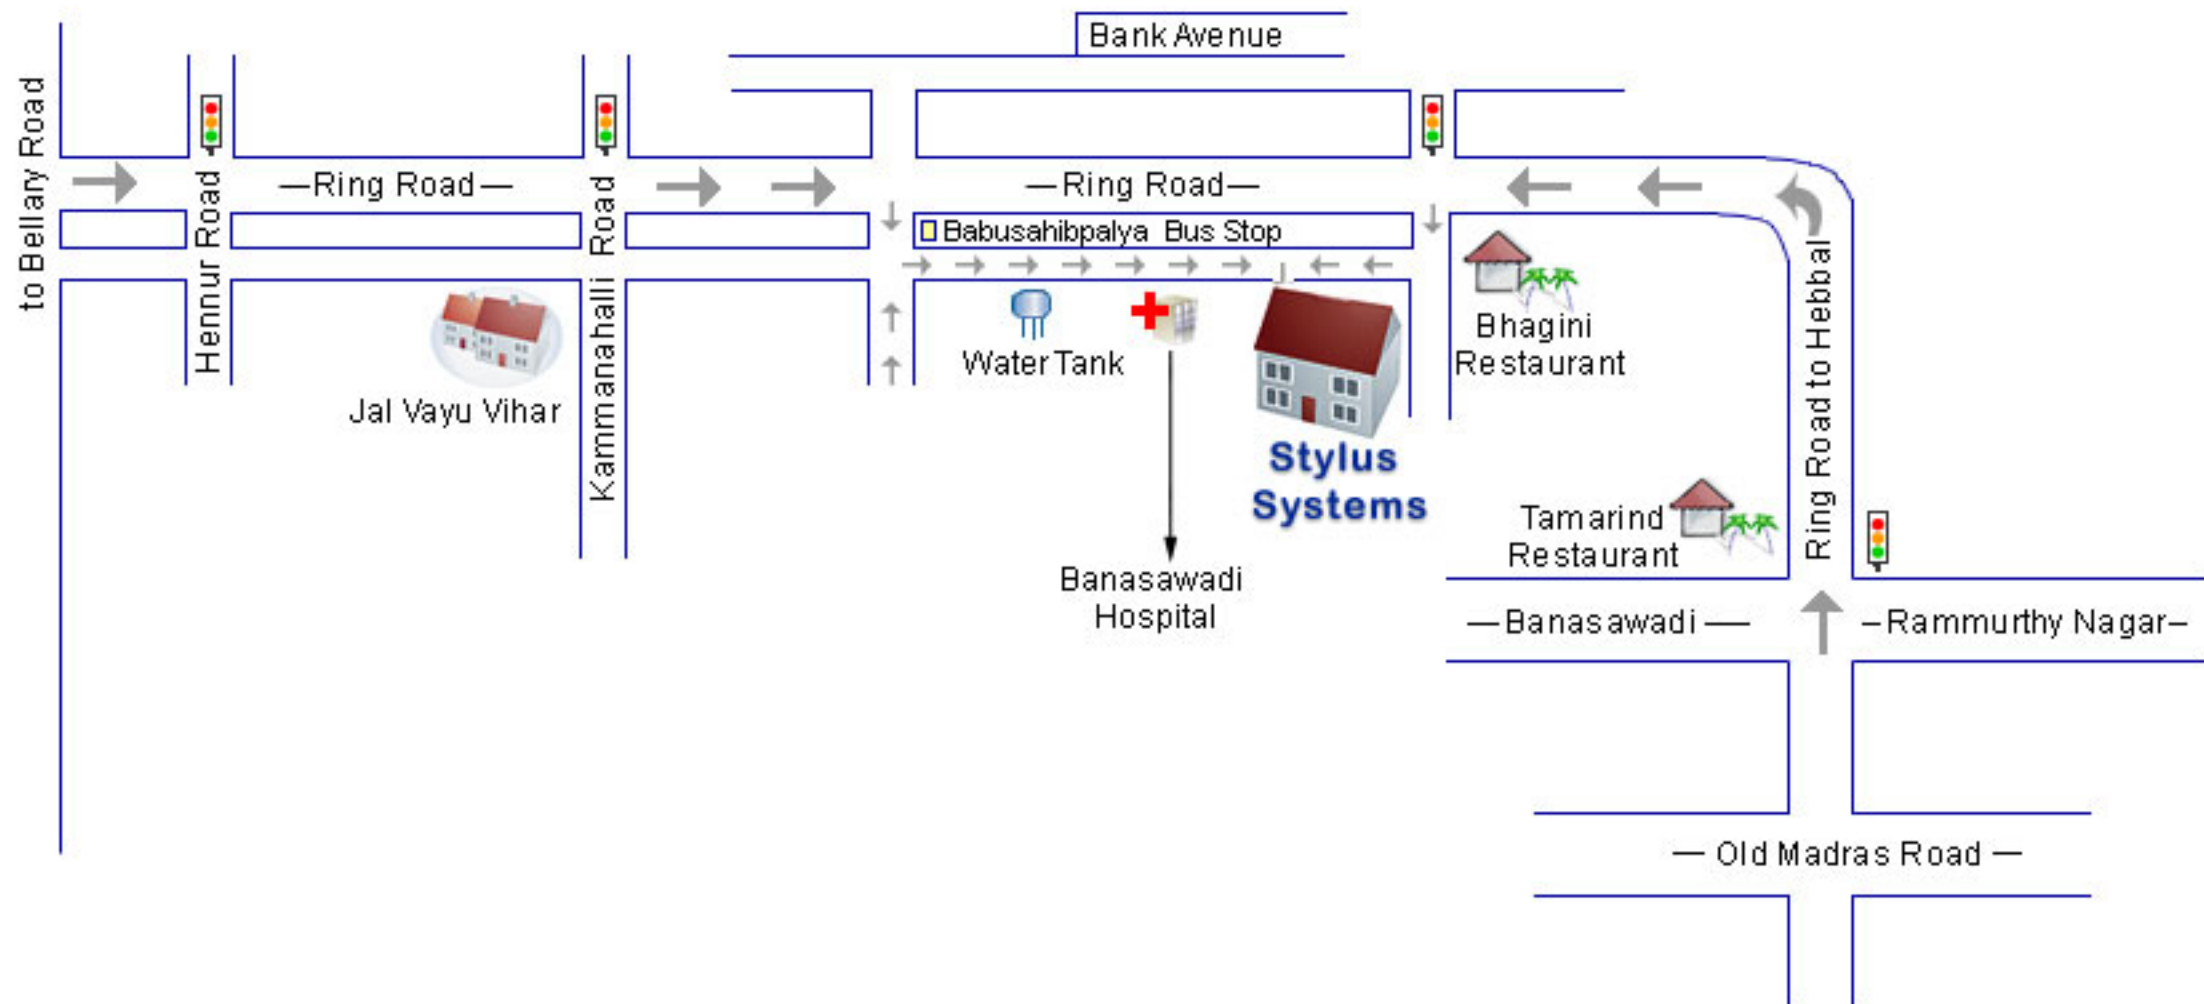 Bank Avenue
to Bellary Road
Hennur Road
—Ring Road—
Kammanahalli Road
—Ring Road—
Babusahibpalya Bus Stop
Ring Road to Hebbal
Jal Vayu Vihar
Water Tank
Bhagini
Restaurant
Stylus
Systems
Tamarind
Restaurant
Banasawadi
Hospital
—Banasawadi —
–Rammurthy Nagar–
— Old Madras Road —